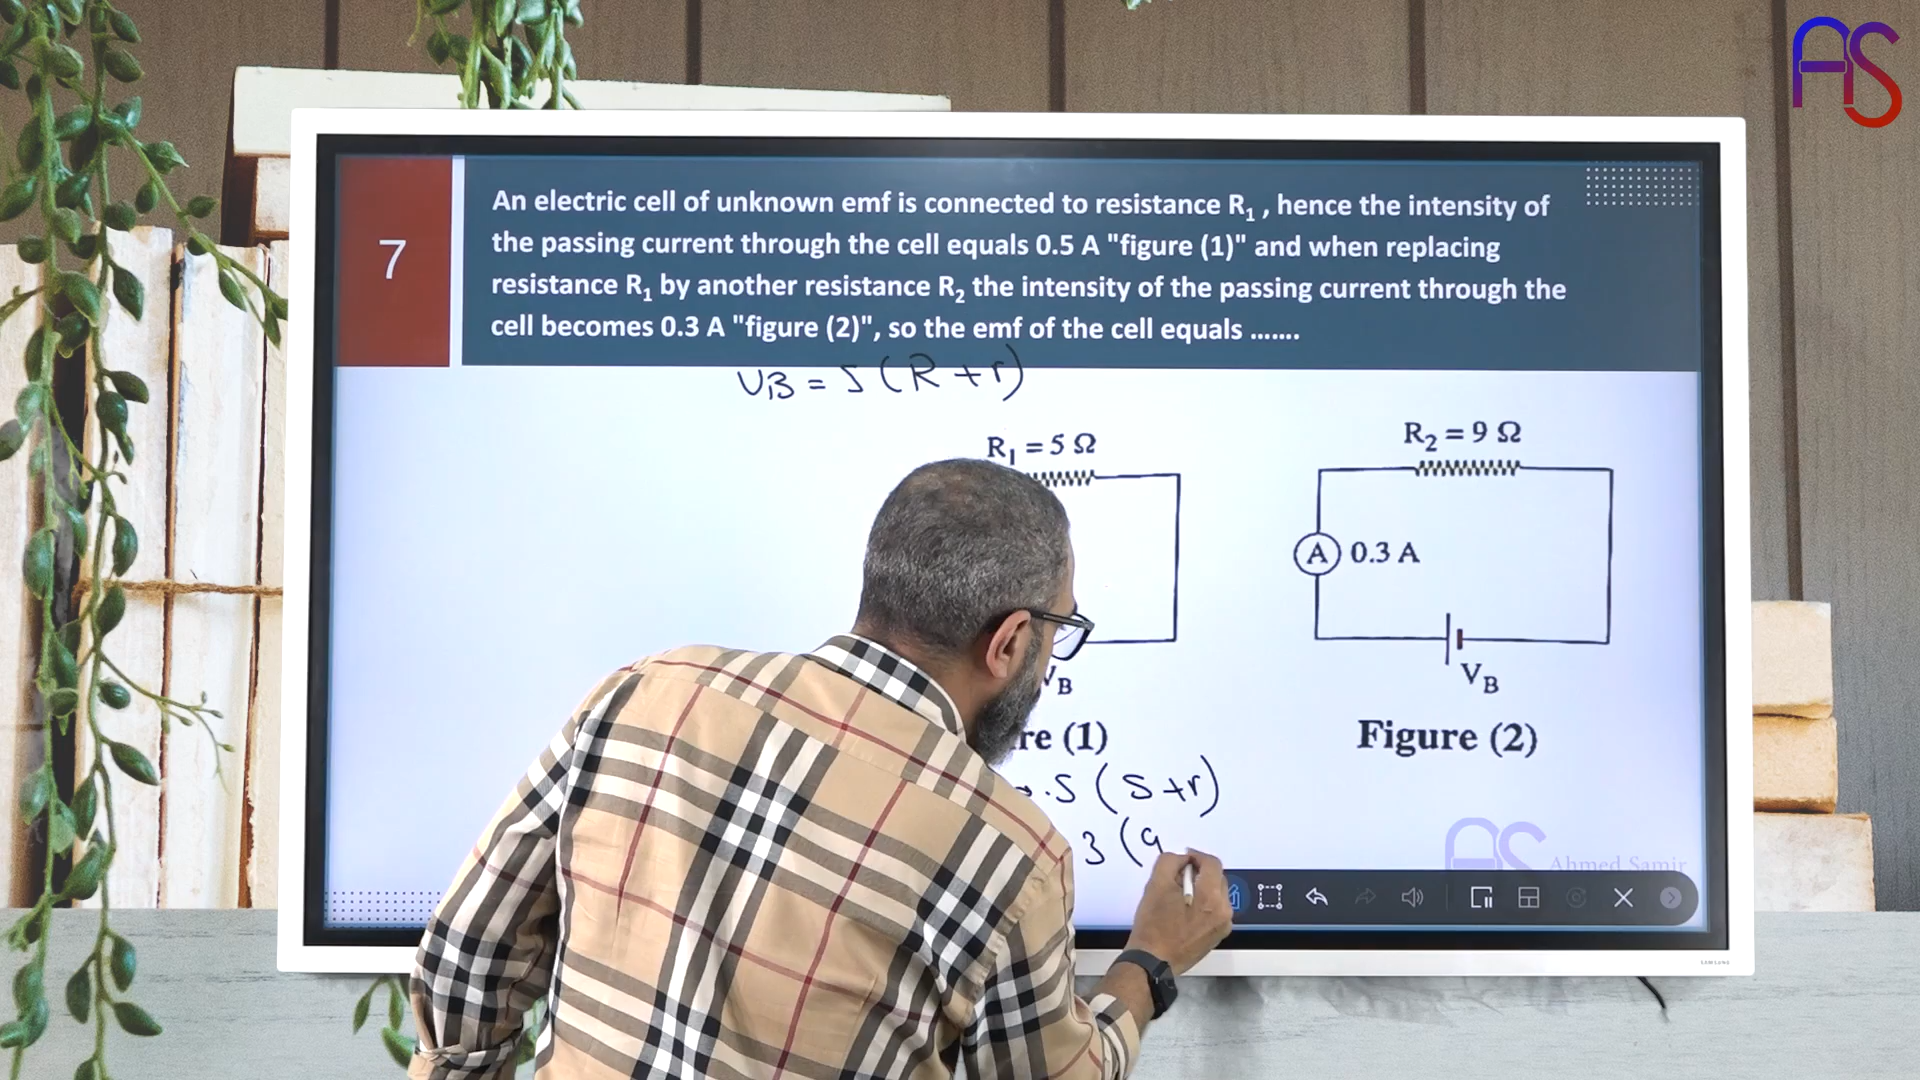 AS
7
An electric cell of unknown emf is connected to resistance R₁ , hence the intensity of
the passing current through the cell equals 0.5 A "figure (1)" and when replacing
resistance R₁ by another resistance R₂ the intensity of the passing current through the
cell becomes 0.3 A "figure (2)", so the emf of the cell equals .......
VB = I (R + r)
R₁ = 5 Ω
VB
re (1)
R₂ = 9 Ω
A 0.3 A
VB
Figure (2)
.5 (5+r)
3 (9
AS
Ahmed Samir
SAMSUNG